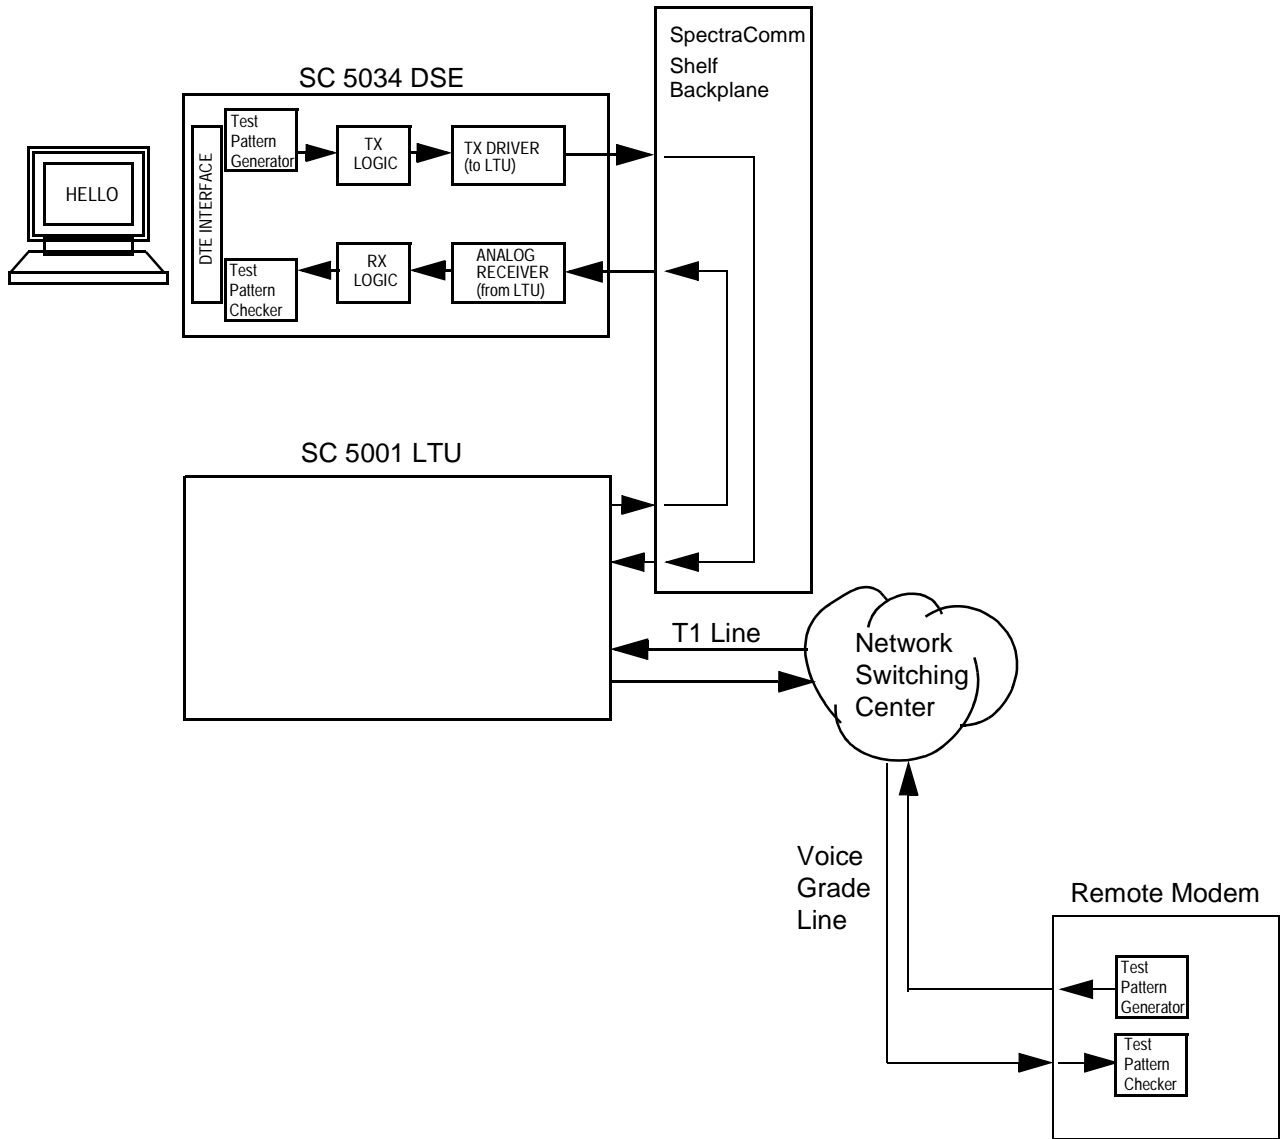 SpectraComm
Shelf
Backplane
SC 5034 DSE
HELLO
DTE INTERFACE
Test
Pattern
Generator
TX
LOGIC
TX DRIVER
(to LTU)
Test
Pattern
Checker
RX
LOGIC
ANALOG
RECEIVER
(from LTU)
SC 5001 LTU
T1 Line
Network
Switching
Center
Voice
Grade
Line
Remote Modem
Test
Pattern
Generator
Test
Pattern
Checker